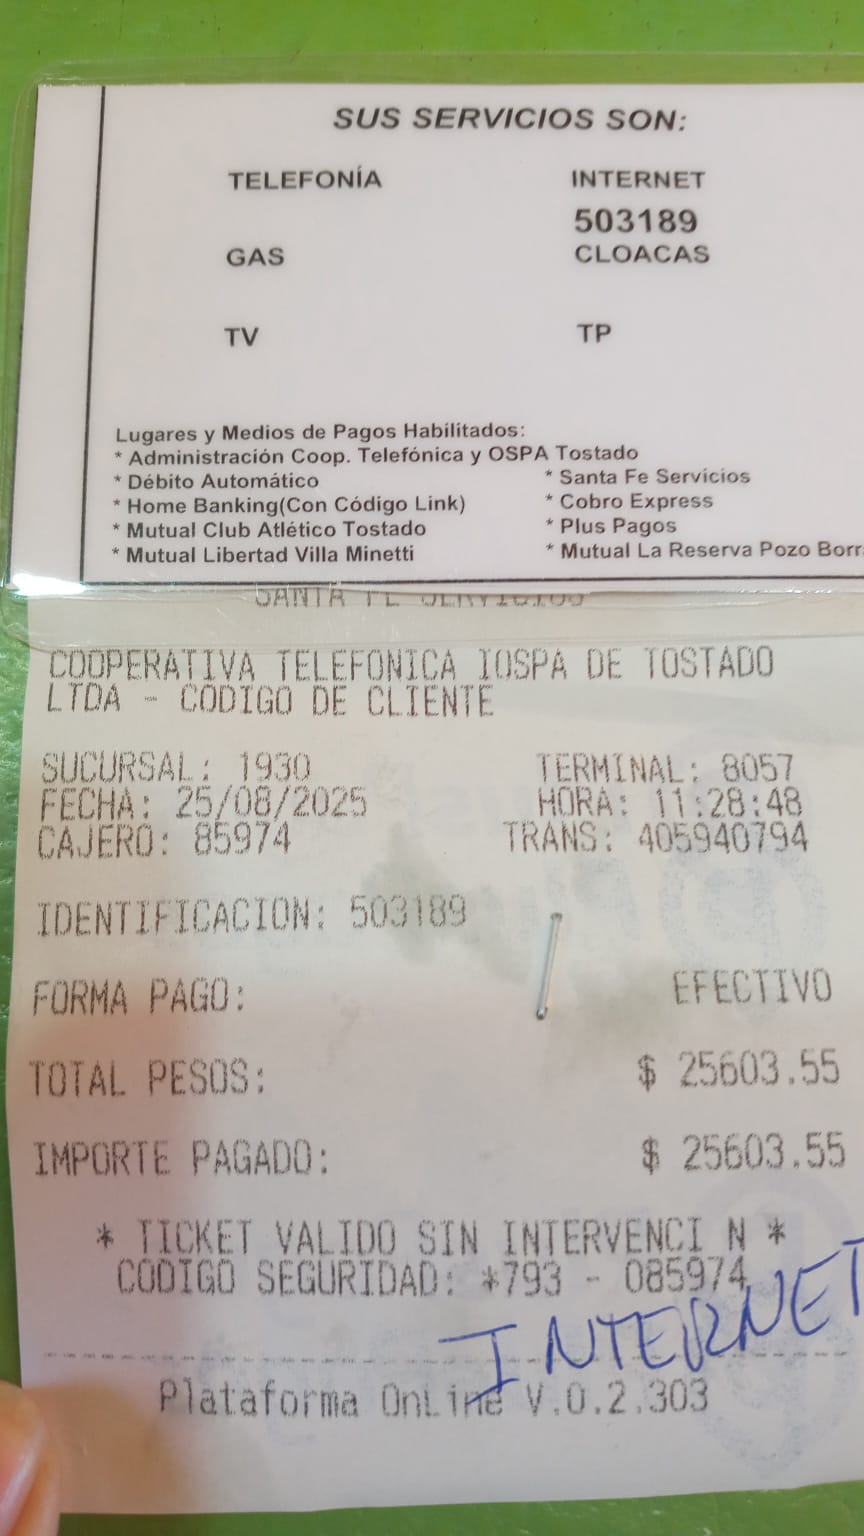 SUS SERVICIOS SON:
TELEFONÍA INTERNET
503189
GAS CLOACAS
TV TP
Lugares y Medios de Pagos Habilitados:
* Administración Coop. Telefónica y OSPA Tostado
* Débito Automático * Santa Fe Servicios
* Home Banking(Con Código Link) * Cobro Express
* Mutual Club Atlético Tostado * Plus Pagos
* Mutual Libertad Villa Minetti * Mutual La Reserva Pozo Borr
SANTA FE SERVICIOS
COOPERATIVA TELEFONICA IOSPA DE TOSTADO
LTDA - CODIGO DE CLIENTE
SUCURSAL: 1930 TERMINAL: 8057
FECHA: 25/08/2025 HORA: 11:28:48
CAJERO: 85974 TRANS: 405940794
IDENTIFICACION: 503189
FORMA PAGO: EFECTIVO
TOTAL PESOS: $ 25603.55
IMPORTE PAGADO: $ 25603.55
* TICKET VALIDO SIN INTERVENCI N *
CODIGO SEGURIDAD: *793 - 085974
INTERNET
Plataforma OnLine V.0.2.303